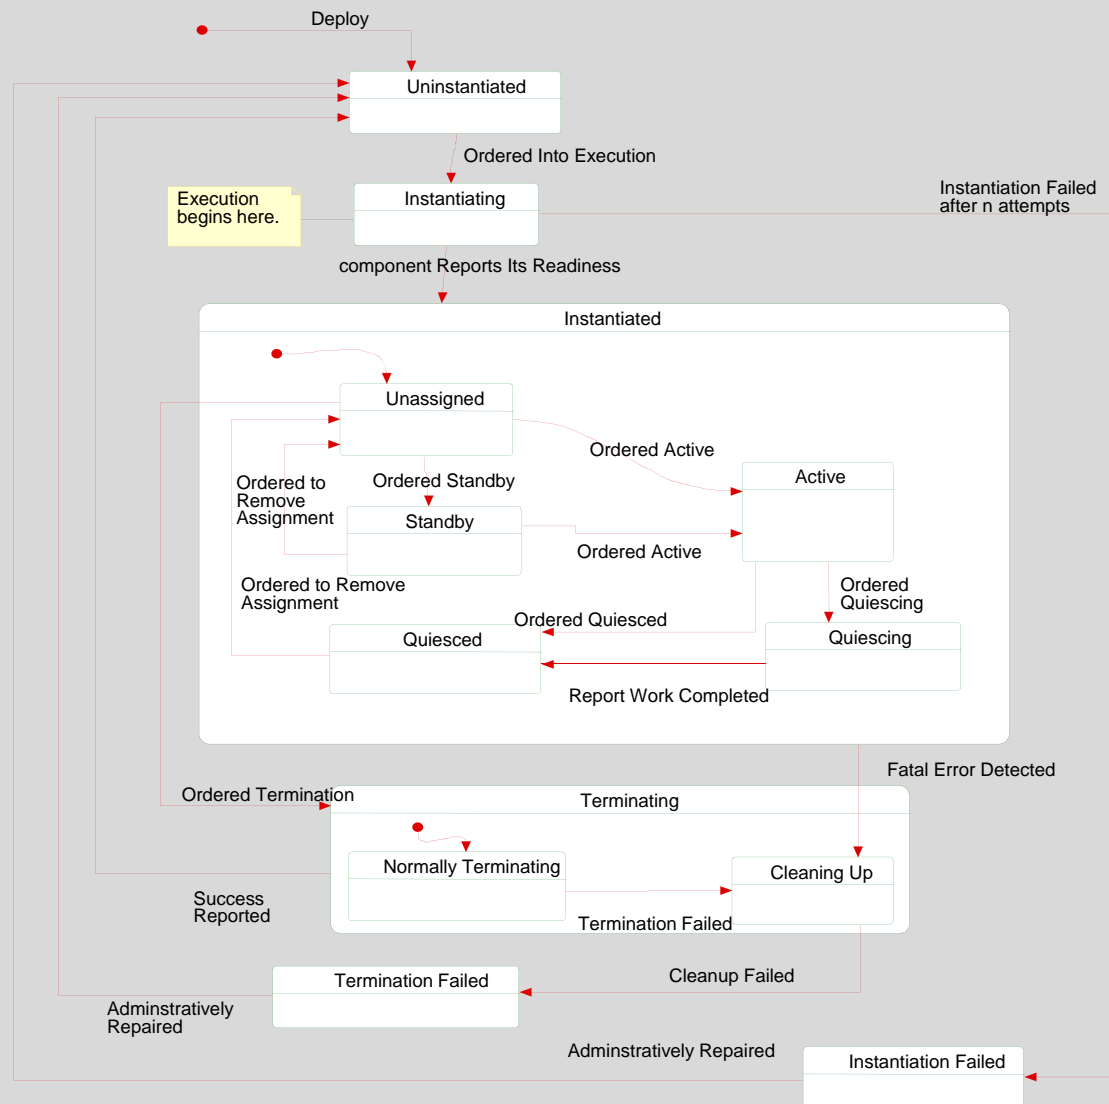 Deploy
Uninstantiated
Ordered Into Execution
Execution
begins here.
Instantiating
Instantiation Failed
after n attempts
component Reports Its Readiness
Instantiated
Unassigned
Ordered Active
Ordered to
Remove
Assignment
Ordered Standby
Active
Standby
Ordered Active
Ordered to Remove
Assignment
Ordered
Quiescing
Ordered Quiesced
Quiesced
Quiescing
Report Work Completed
Fatal Error Detected
Ordered Termination
Terminating
Normally Terminating
Cleaning Up
Success
Reported
Termination Failed
Termination Failed
Cleanup Failed
Adminstratively
Repaired
Adminstratively Repaired
Instantiation Failed